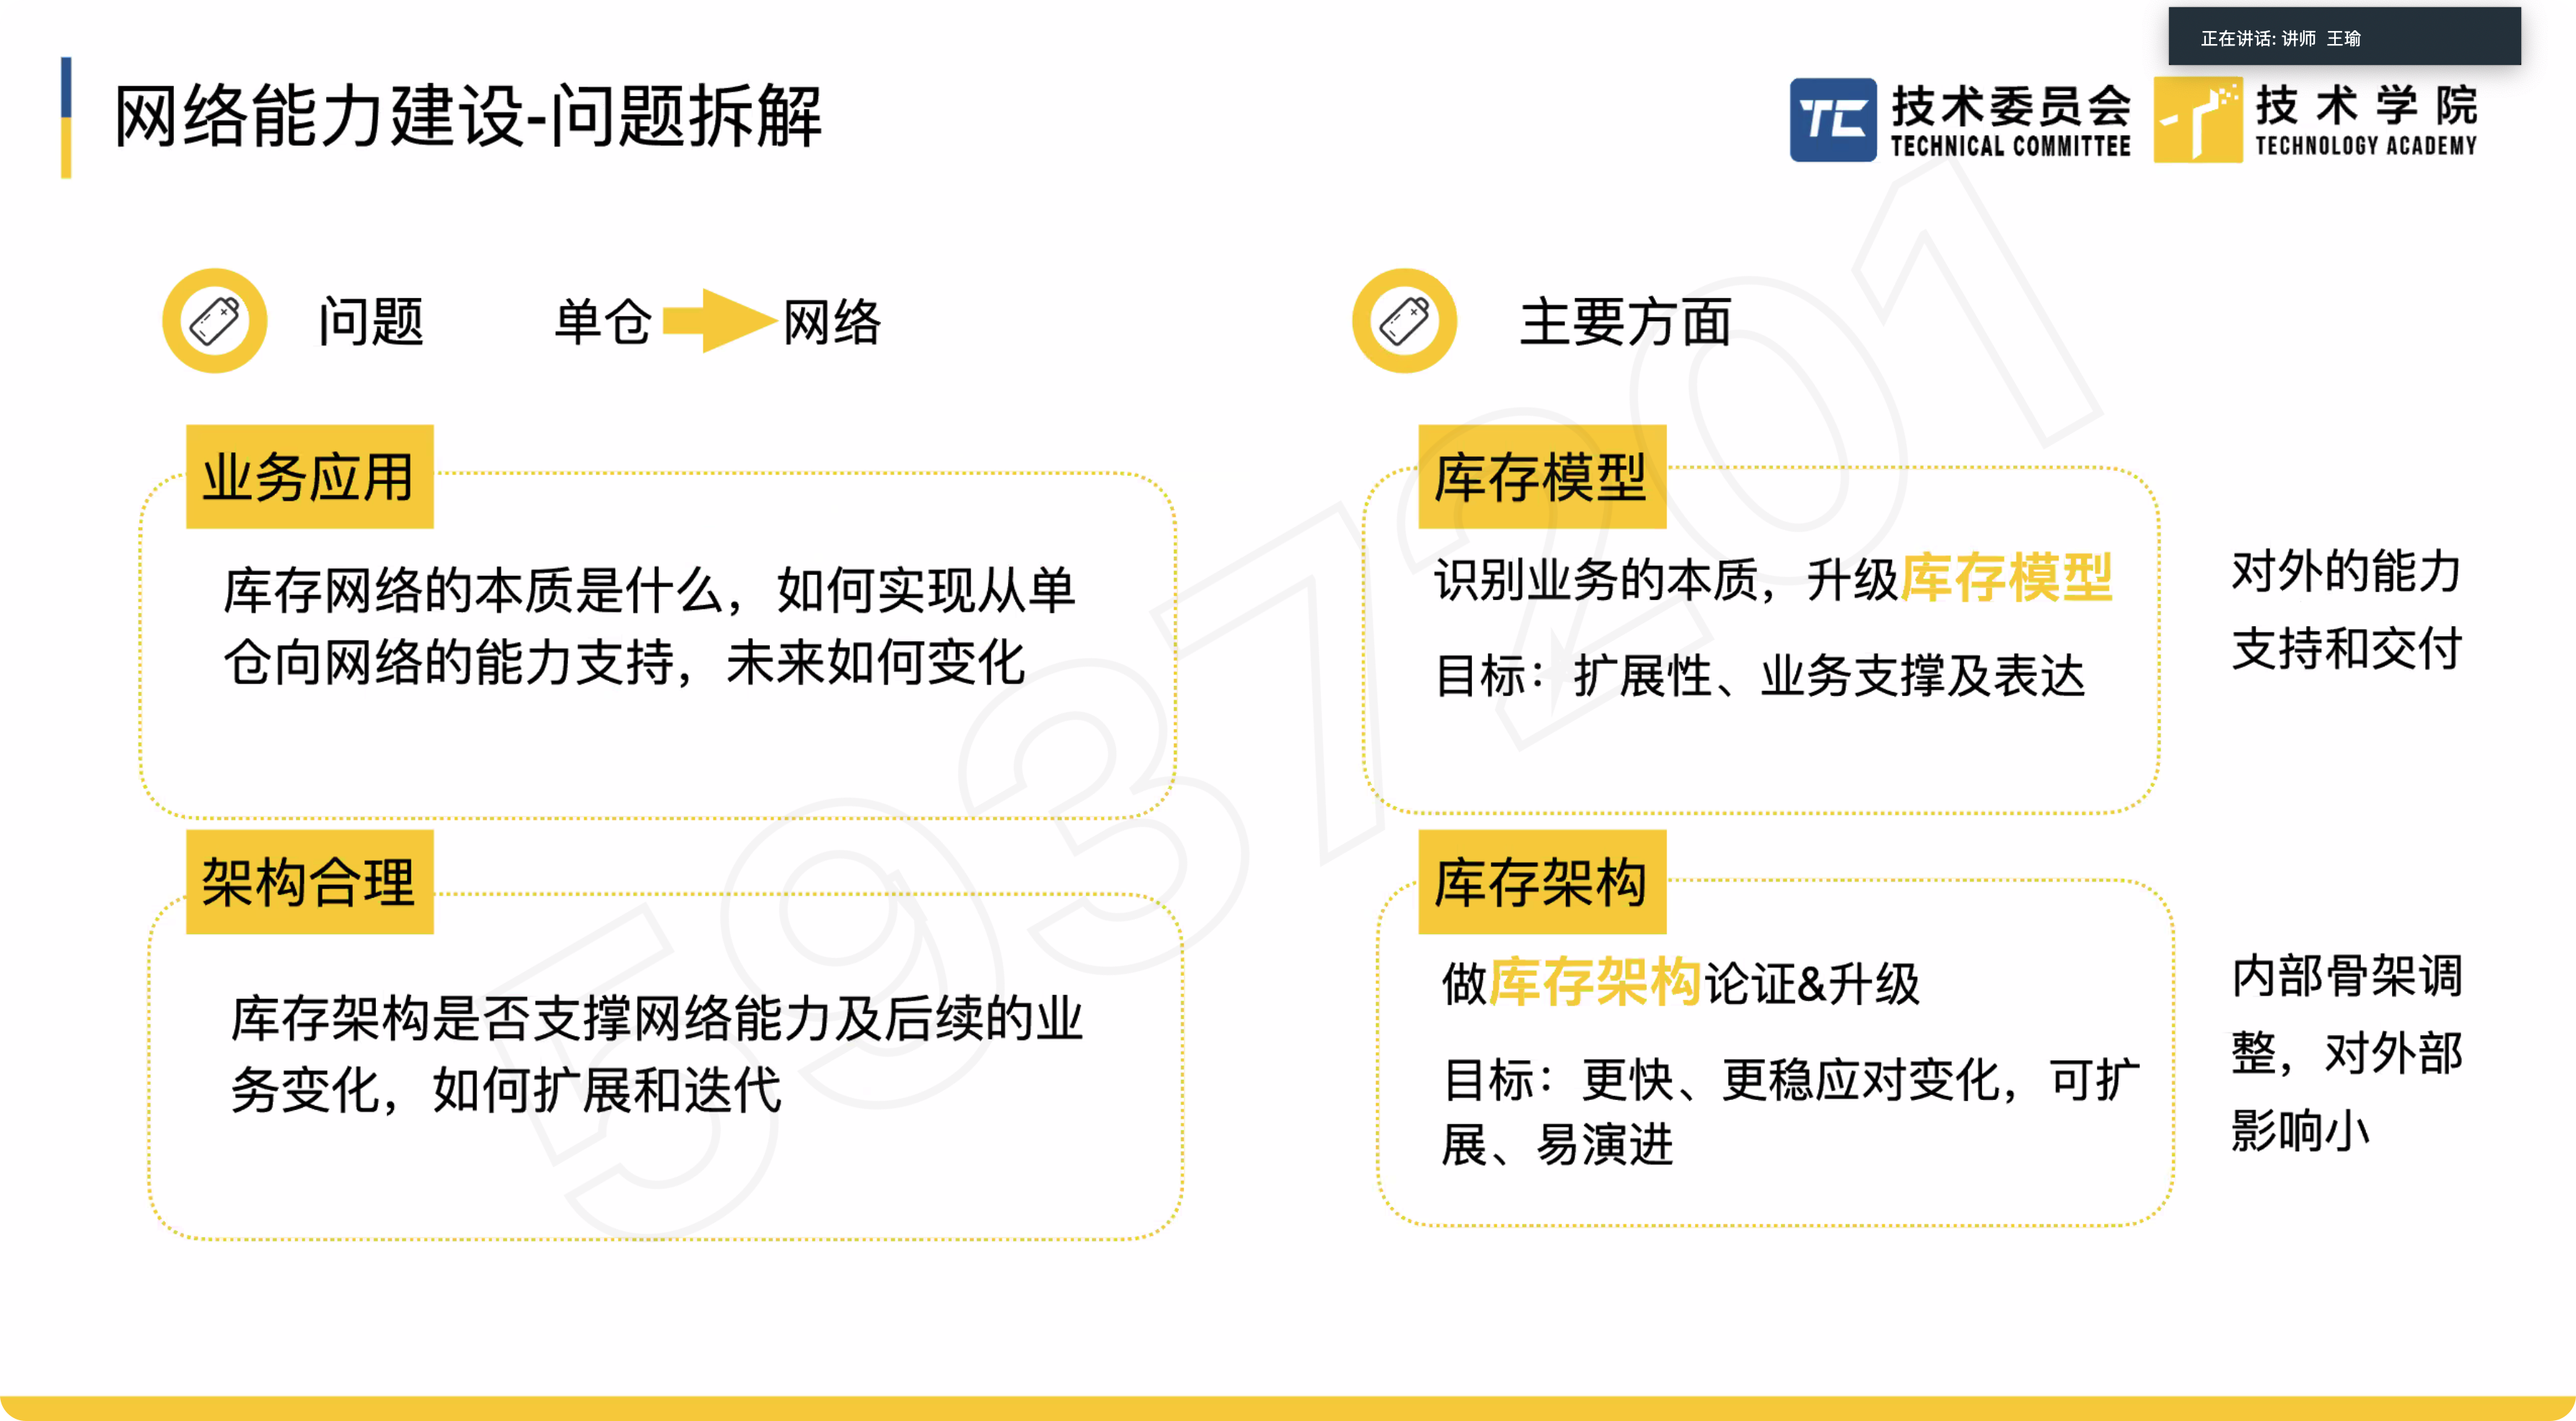 正在讲话: 讲师 王瑜
网络能力建设-问题拆解
TC 技术委员会
TECHNICAL COMMITTEE
技术学院
TECHNOLOGY ACADEMY
问题 单仓 网络
业务应用
库存网络的本质是什么，如何实现从单
仓向网络的能力支持，未来如何变化
架构合理
库存架构是否支撑网络能力及后续的业
务变化，如何扩展和迭代
主要方面
库存模型
识别业务的本质，升级库存模型
目标：扩展性、业务支撑及表达
对外的能力
支持和交付
库存架构
做库存架构论证&升级
目标：更快、更稳应对变化，可扩
展、易演进
内部骨架调
整，对外部
影响小
5937201